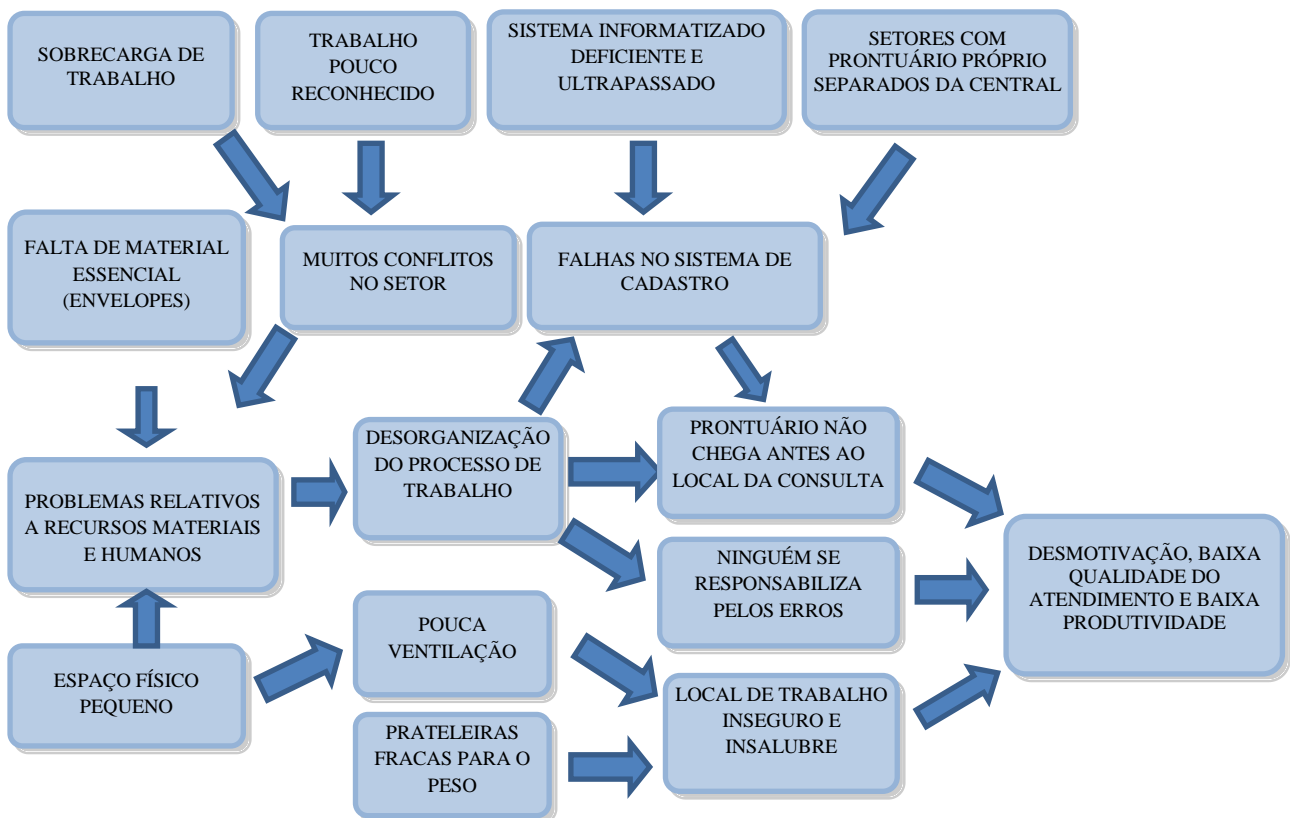 SOBRECARGA DE
TRABALHO
TRABALHO
POUCO
RECONHECIDO
SISTEMA INFORMATIZADO
DEFICIENTE E
ULTRAPASSADO
SETORES COM
PRONTUÁRIO PRÓPRIO
SEPARADOS DA CENTRAL
FALTA DE MATERIAL
ESSENCIAL
(ENVELOPES)
MUITOS CONFLITOS
NO SETOR
FALHAS NO SISTEMA DE
CADASTRO
PROBLEMAS RELATIVOS
A RECURSOS MATERIAIS
E HUMANOS
DESORGANIZAÇÃO
DO PROCESSO DE
TRABALHO
PRONTUÁRIO NÃO
CHEGA ANTES AO
LOCAL DA CONSULTA
NINGUÉM SE
RESPONSABILIZA
PELOS ERROS
DESMOTIVAÇÃO, BAIXA
QUALIDADE DO
ATENDIMENTO E BAIXA
PRODUTIVIDADE
ESPAÇO FÍSICO
PEQUENO
POUCA
VENTILAÇÃO
PRATELEIRAS
FRACAS PARA O
PESO
LOCAL DE TRABALHO
INSEGURO E
INSALUBRE